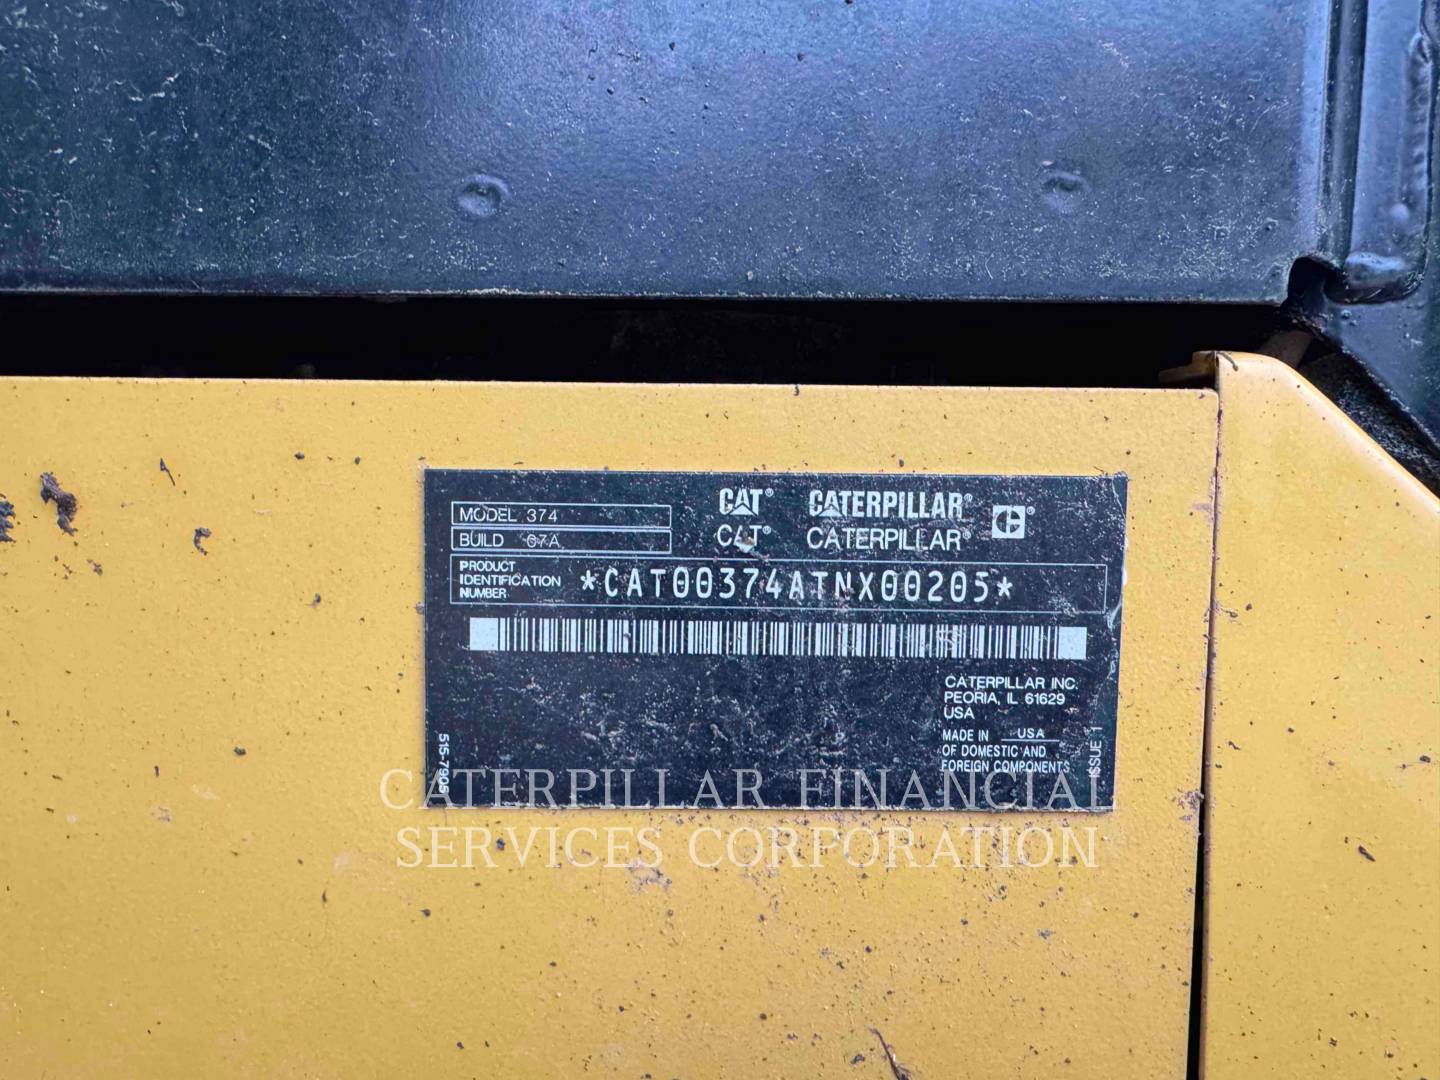 MODEL 374
BUILD 07A
CAT® CATERPILLAR®
CAT® CATERPILLAR®
C®
PRODUCT
IDENTIFICATION
NUMBER
*CAT00374ATNX00205*
CATERPILLAR INC.
PEORIA, IL 61629
USA
MADE IN USA
OF DOMESTIC AND
FOREIGN COMPONENTS
515-7905
ISSUE 1
CATERPILLAR FINANCIAL
SERVICES CORPORATION